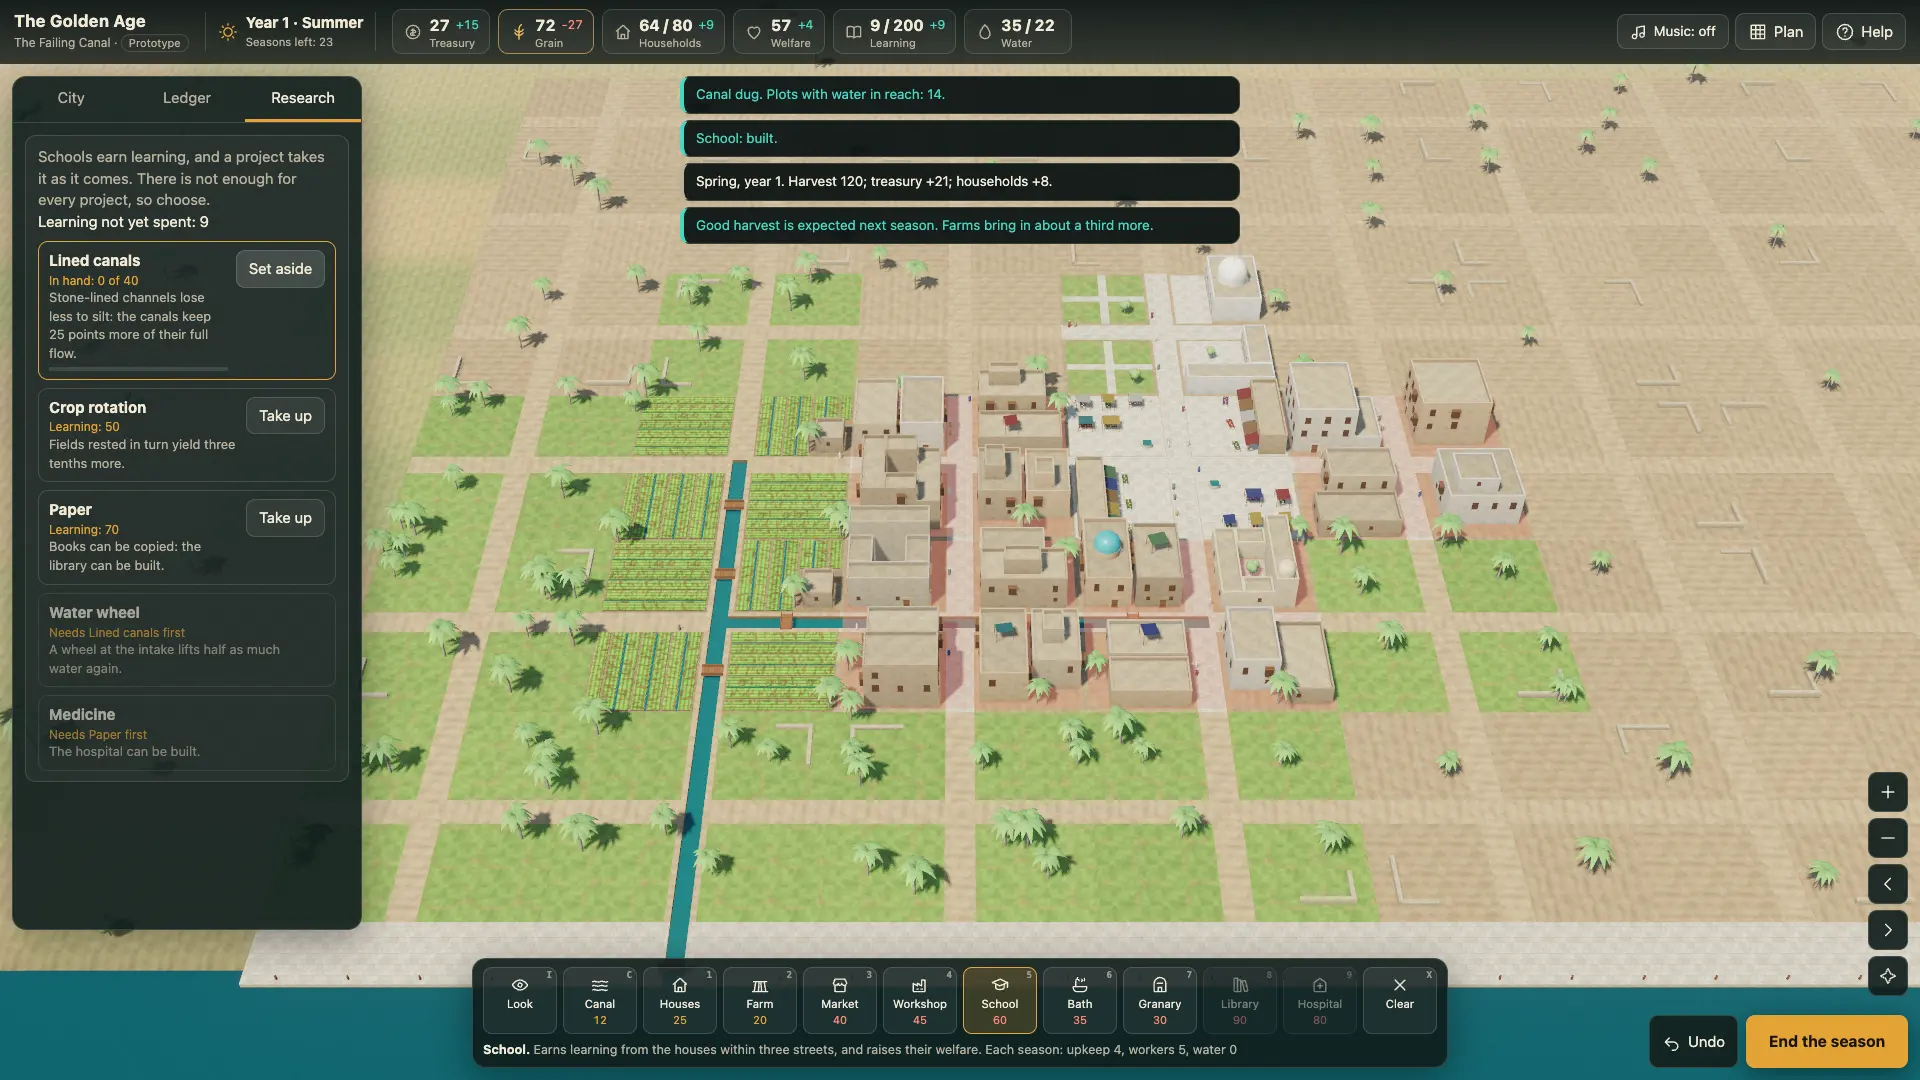 The Golden Age
The Failing Canal · Prototype
Year 1 · Summer
Seasons left: 23
27 +15
Treasury
72 -27
Grain
64 / 80 +9
Households
57 +4
Welfare
9 / 200 +9
Learning
35 / 22
Water
Music: off
Plan
Help
City
Ledger
Research
Schools earn learning, and a project takes
it as it comes. There is not enough for
every project, so choose.
Learning not yet spent: 9
Lined canals
In hand: 0 of 40
Stone-lined channels lose
less to silt: the canals keep
25 points more of their full
flow.
Set aside
Crop rotation
Learning: 50
Fields rested in turn yield three
tenths more.
Take up
Paper
Learning: 70
Books can be copied: the
library can be built.
Take up
Water wheel
Needs Lined canals first
A wheel at the intake lifts half as much
water again.
Medicine
Needs Paper first
The hospital can be built.
Canal dug. Plots with water in reach: 14.
School: built.
Spring, year 1. Harvest 120; treasury +21; households +8.
Good harvest is expected next season. Farms bring in about a third more.
I
Look
C
Canal
12
1
Houses
25
2
Farm
20
3
Market
40
4
Workshop
45
5
School
60
6
Bath
35
7
Granary
30
8
Library
90
9
Hospital
80
X
Clear
School. Earns learning from the houses within three streets, and raises their welfare. Each season: upkeep 4, workers 5, water 0
Undo
End the season